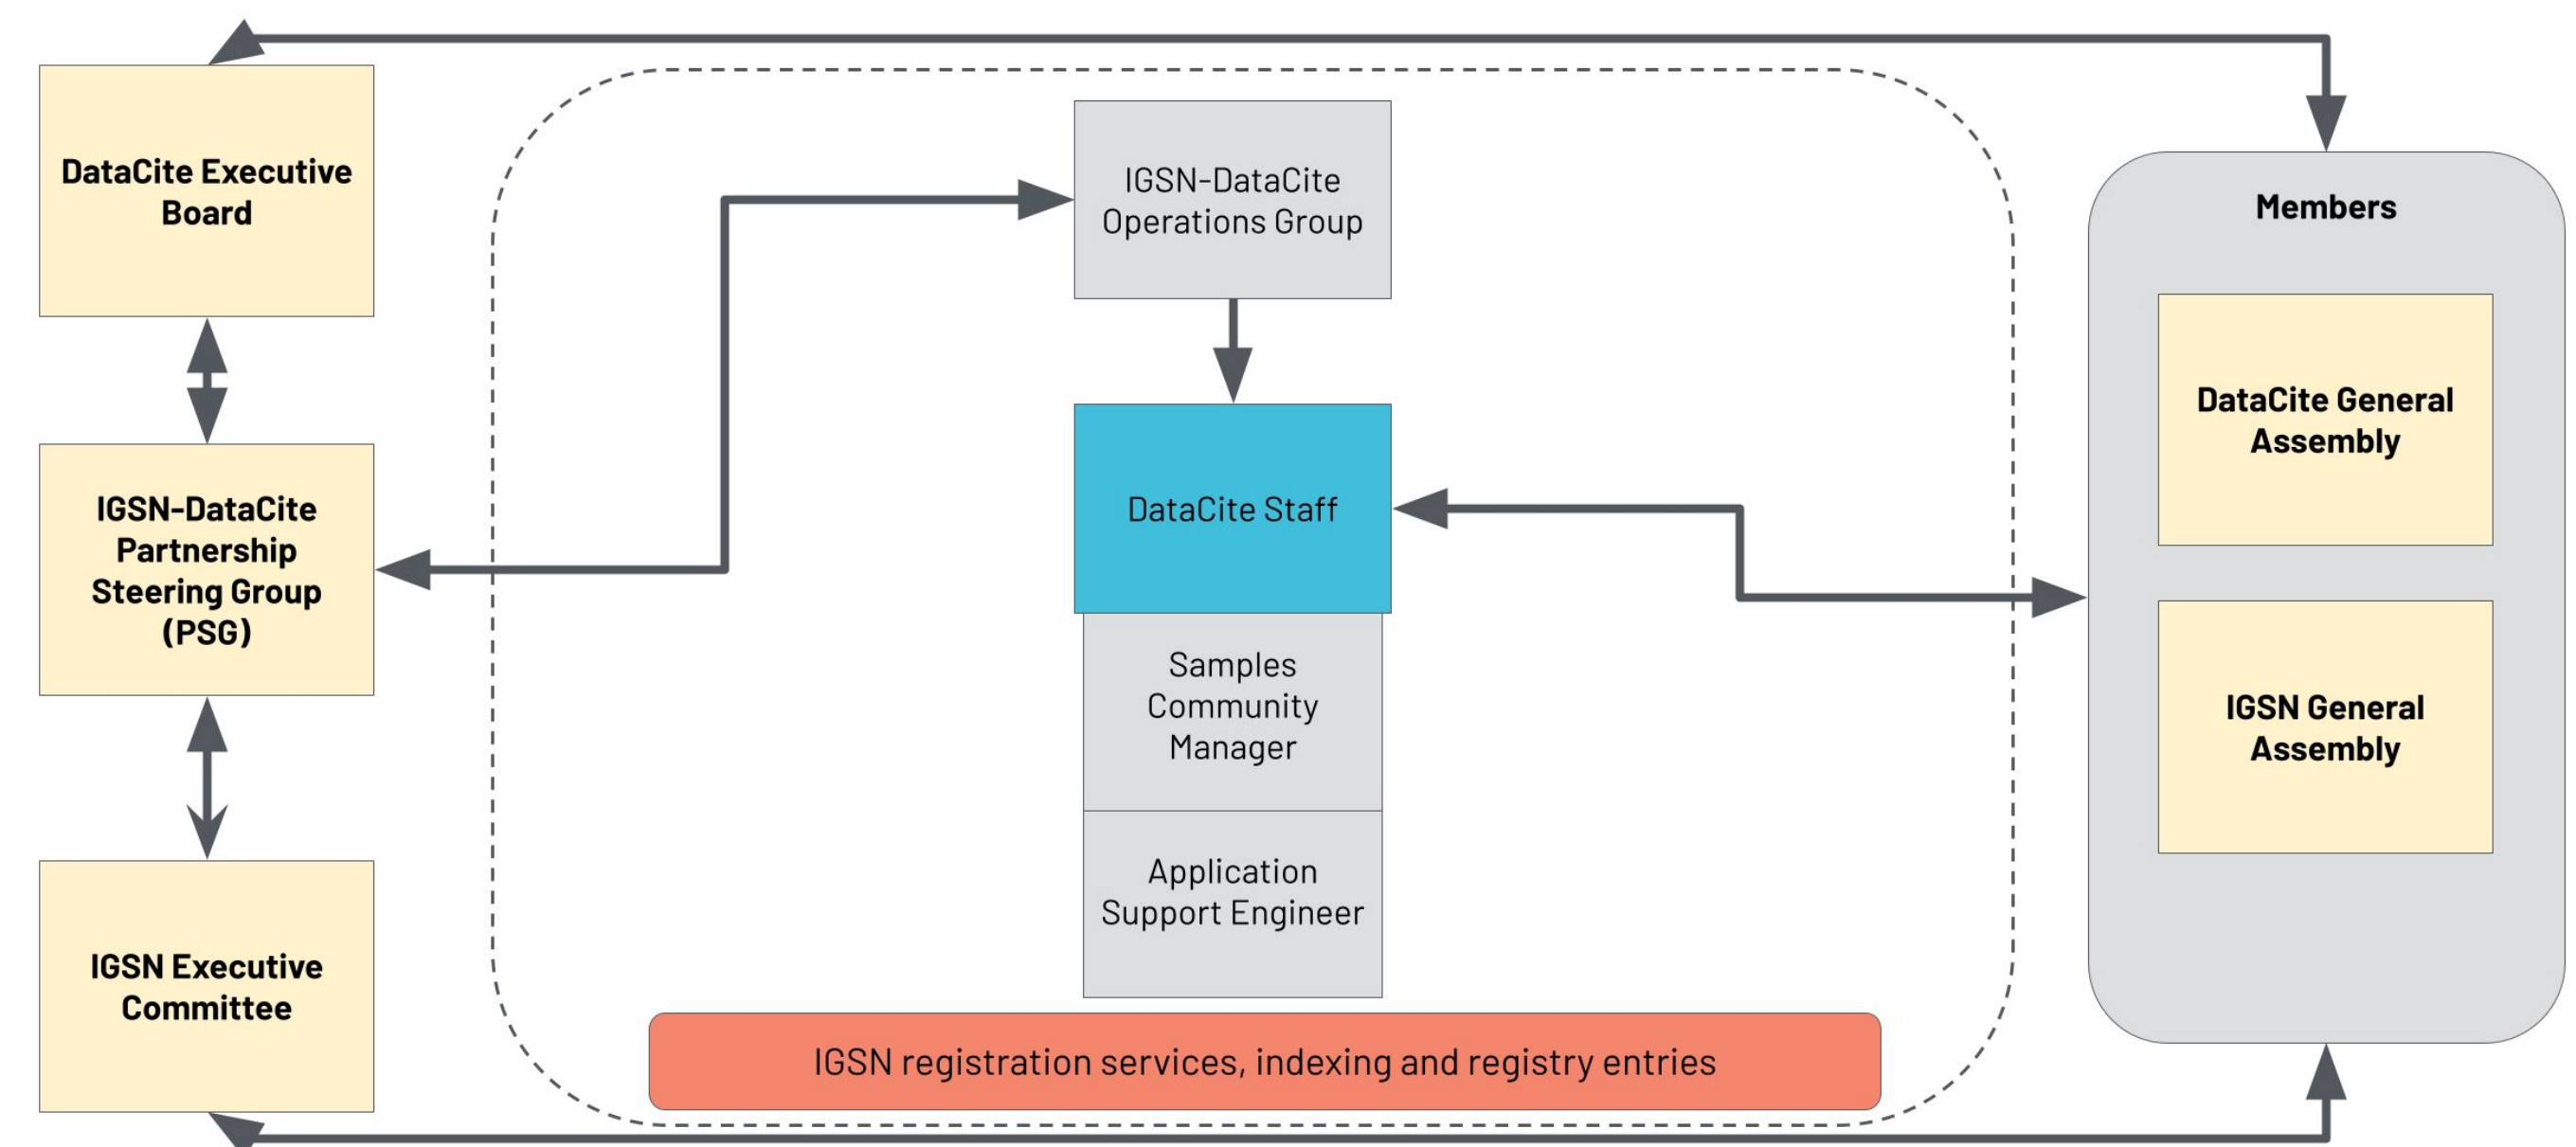 DataCite Executive
Board
IGSN-DataCite
Partnership
Steering Group
(PSG)
IGSN Executive
Committee
IGSN-DataCite
Operations Group
DataCite Staff
Samples
Community
Manager
Application
Support Engineer
IGSN registration services, indexing and registry entries
Members
DataCite General
Assembly
IGSN General
Assembly